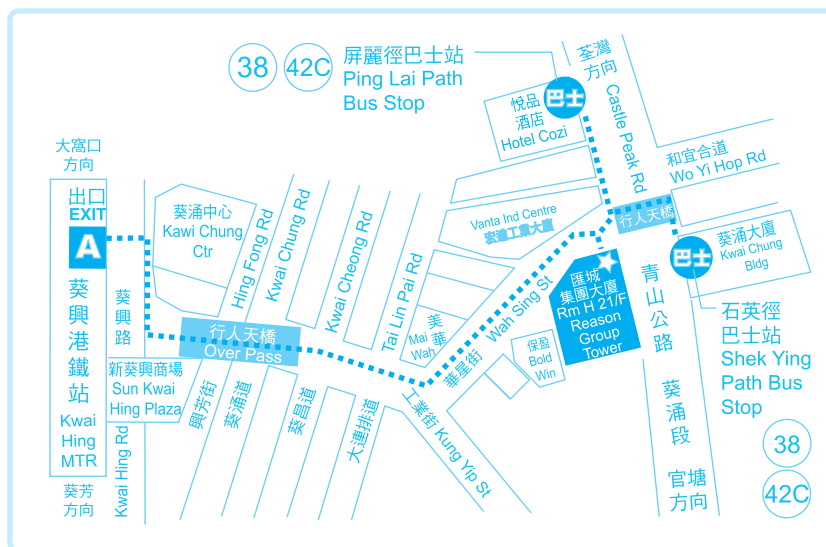 38
42C
屏麗徑巴士站
Ping Lai Path
Bus Stop
荃灣
方向
Castle Peak Rd
巴士
悅品
酒店
Hotel Cozi
和宜合道
Wo Yi Hop Rd
大窩口
方向
出口
EXIT
A
葵興港鐵站
Kwai
Hing
MTR
葵芳
方向
葵興路
Kwai Hing Rd
葵涌中心
Kawi Chung
Ctr
Hing Fong Rd
Kwai Chung Rd
Kwai Cheong Rd
Tai Lin Pai Rd
行人天橋
Over Pass
新葵興商場
Sun Kwai
Hing Plaza
興芳街
葵涌道
葵昌道
大連排道
工業街 Kung Yip St
美華
Mai
Wah
華星街
Wah Sing St
Vanta Ind Centre
宏達工業大廈
行人天橋
巴士
葵涌大廈
Kwai Chung
Bldg
匯城
集團大廈
Rm H 21/F
Reason
Group
Tower
保盈
Bold
Win
青山公路
葵涌段
官塘
方向
石英徑
巴士站
Shek Ying
Path Bus
Stop
38
42C